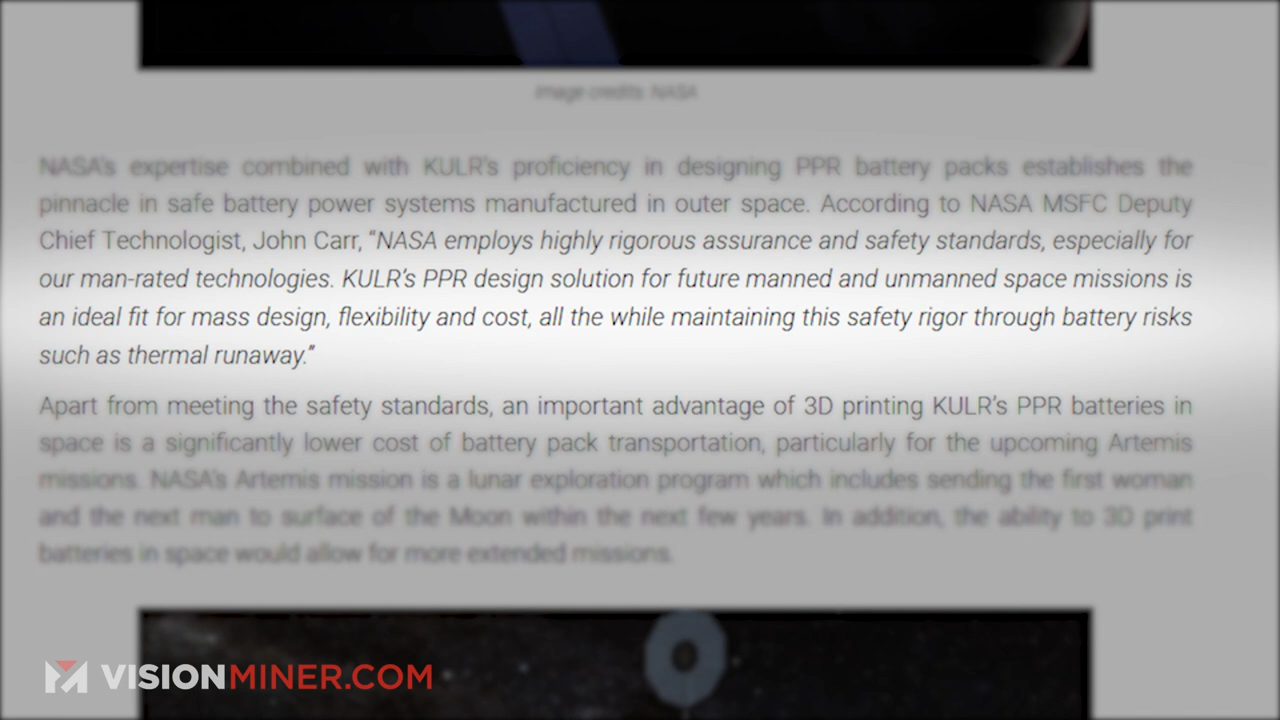 Image credits: NASA
NASA's expertise combined with KULR's proficiency in designing PPR battery packs establishes the
pinnacle in safe battery power systems manufactured in outer space. According to NASA MSFC Deputy
Chief Technologist, John Carr, “NASA employs highly rigorous assurance and safety standards, especially for
our man-rated technologies. KULR's PPR design solution for future manned and unmanned space missions is
an ideal fit for mass design, flexibility and cost, all the while maintaining this safety rigor through battery risks
such as thermal runaway.”
Apart from meeting the safety standards, an important advantage of 3D printing KULR's PPR batteries in
space is a significantly lower cost of battery pack transportation, particularly for the upcoming Artemis
missions. NASA's Artemis mission is a lunar exploration program which includes sending the first woman
and the next man to surface of the Moon within the next few years. In addition, the ability to 3D print
batteries in space would allow for more extended missions.
VISIONMINER.COM